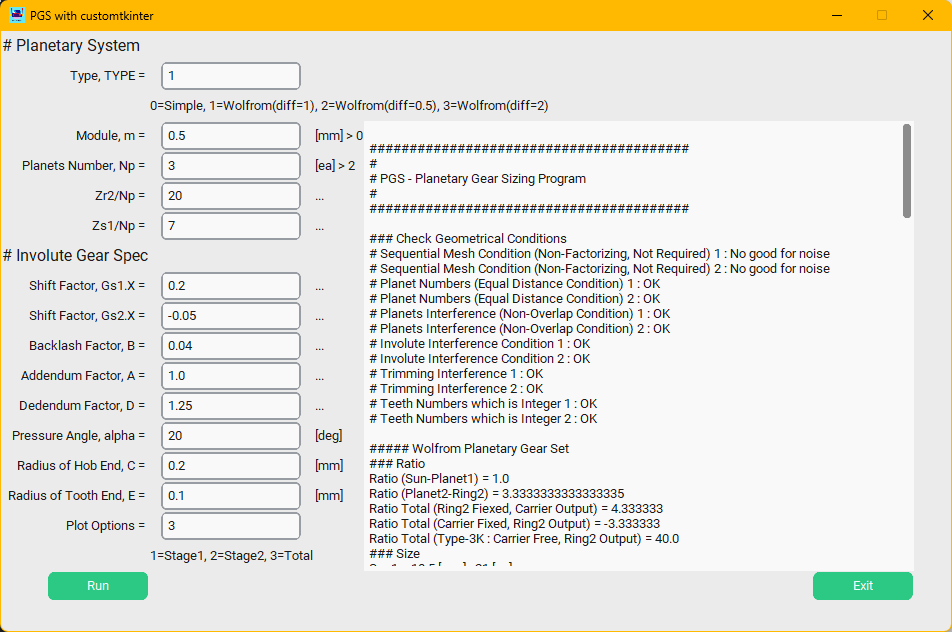 PGS with customtkinter
# Planetary System
Type, TYPE = 1
0=Simple, 1=Wolfrom(diff=1), 2=Wolfrom(diff=0.5), 3=Wolfrom(diff=2)
Module, m = 0.5 [mm] > 0
Planets Number, Np = 3 [ea] > 2
Zr2/Np = 20 ...
Zs1/Np = 7 ...
# Involute Gear Spec
Shift Factor, Gs1.X = 0.2 ...
Shift Factor, Gs2.X = -0.05 ...
Backlash Factor, B = 0.04 ...
Addendum Factor, A = 1.0 ...
Dedendum Factor, D = 1.25 ...
Pressure Angle, alpha = 20 [deg]
Radius of Hob End, C = 0.2 [mm]
Radius of Tooth End, E = 0.1 [mm]
Plot Options = 3
1=Stage1, 2=Stage2, 3=Total
Run
########################################
#
# PGS - Planetary Gear Sizing Program
#
########################################
### Check Geometrical Conditions
# Sequential Mesh Condition (Non-Factorizing, Not Required) 1 : No good for noise
# Sequential Mesh Condition (Non-Factorizing, Not Required) 2 : No good for noise
# Planet Numbers (Equal Distance Condition) 1 : OK
# Planet Numbers (Equal Distance Condition) 2 : OK
# Planets Interference (Non-Overlap Condition) 1 : OK
# Planets Interference (Non-Overlap Condition) 2 : OK
# Involute Interference Condition 1 : OK
# Involute Interference Condition 2 : OK
# Trimming Interference 1 : OK
# Trimming Interference 2 : OK
# Teeth Numbers which is Integer 1 : OK
# Teeth Numbers which is Integer 2 : OK
##### Wolfrom Planetary Gear Set
### Ratio
Ratio (Sun-Planet1) = 1.0
Ratio (Planet2-Ring2) = 3.3333333333333335
Ratio Total (Ring2 Fiexed, Carrier Output) = 4.333333
Ratio Total (Carrier Fixed, Ring2 Output) = -3.333333
Ratio Total (Type-3K : Carrier Free, Ring2 Output) = 40.0
### Size
Exit